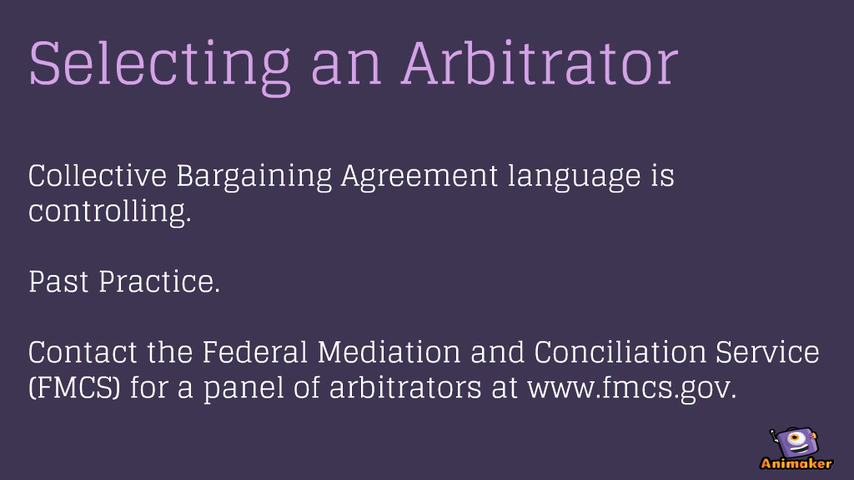 Selecting an Arbitrator
Collective Bargaining Agreement language is
controlling.
Past Practice.
Contact the Federal Mediation and Conciliation Service
(FMCS) for a panel of arbitrators at www.fmcs.gov.
Animaker